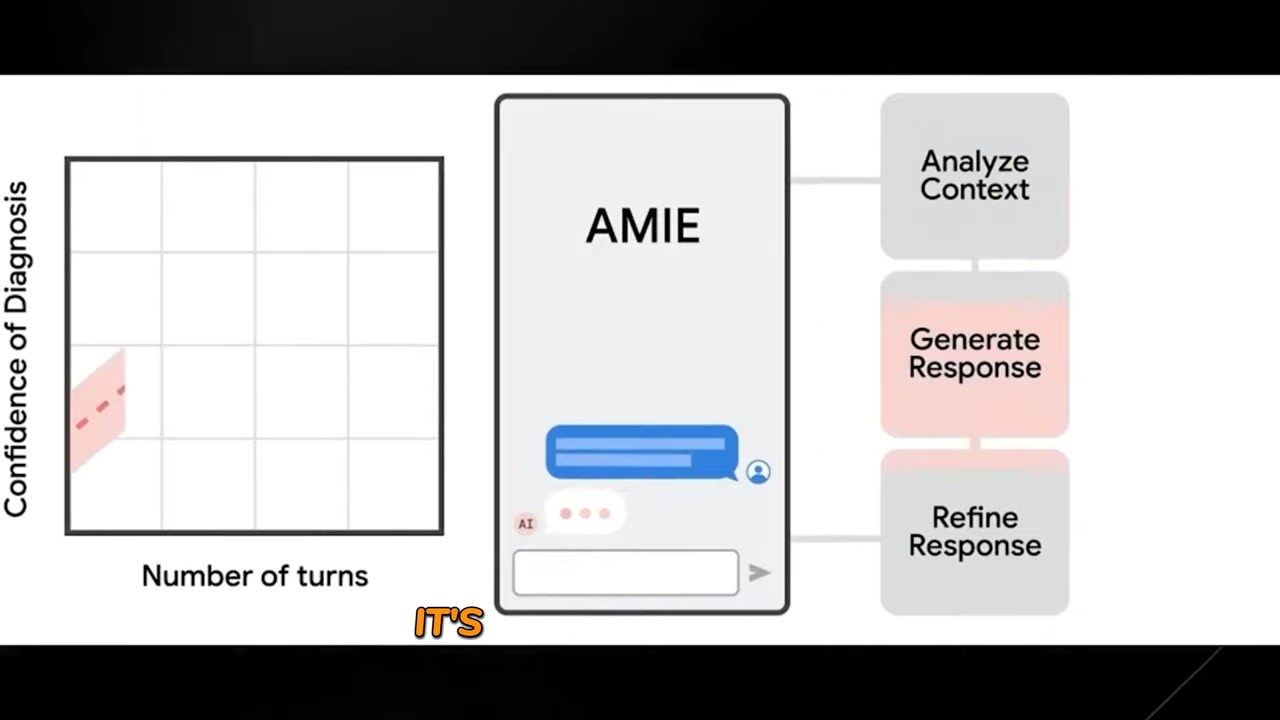 Confidence of Diagnosis
Number of turns
AMIE
AI
Analyze
Context
Generate
Response
Refine
Response
IT'S